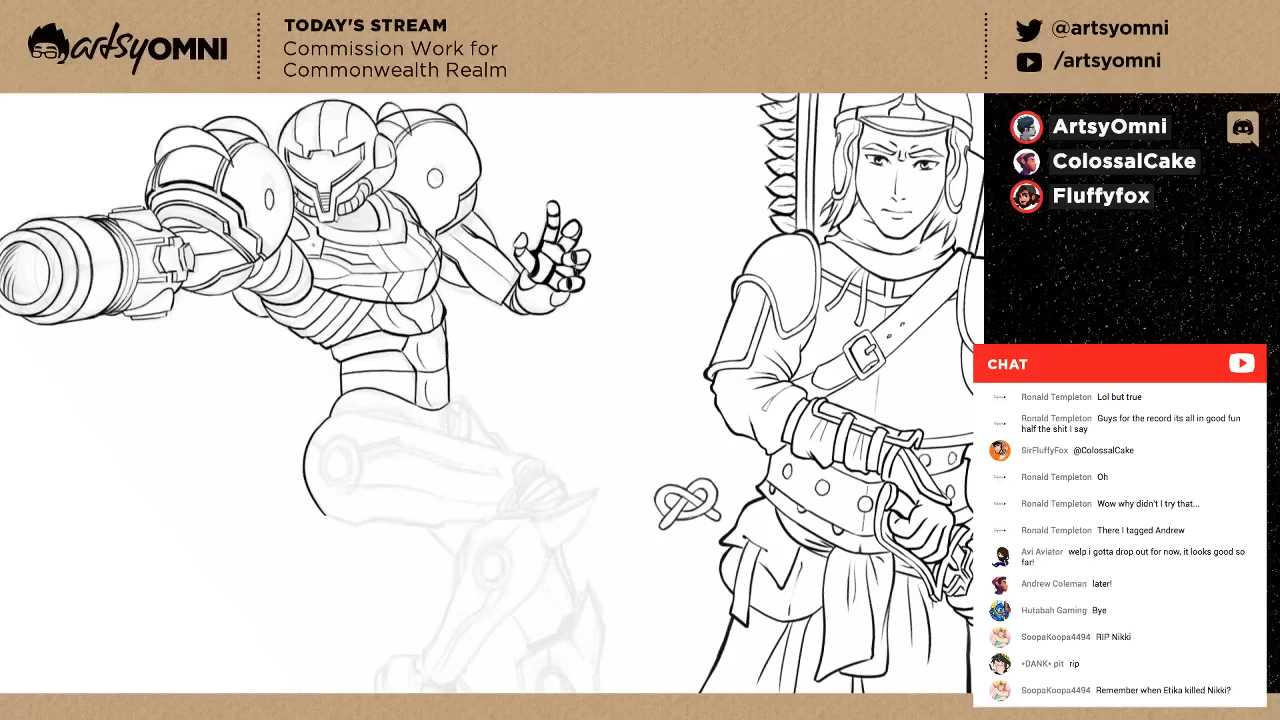 artsyOMNI
TODAY'S STREAM
Commission Work for
Commonwealth Realm
@artsyomni
/artsyomni
ArtsyOmni
ColossalCake
Fluffyfox
CHAT
Ronald Templeton Lol but true
Ronald Templeton Guys for the record its all in good fun
half the shit I say
SirFluffyFox @ColossalCake
Ronald Templeton Oh
Ronald Templeton Wow why didn't I try that...
Ronald Templeton There I tagged Andrew
Avi Aviator welp i gotta drop out for now, it looks good so
far!
Andrew Coleman later!
Hutabah Gaming Bye
SoopaKoopa4494 RIP Nikki
*DANK* pit rip
SoopaKoopa4494 Remember when Etika killed Nikki?